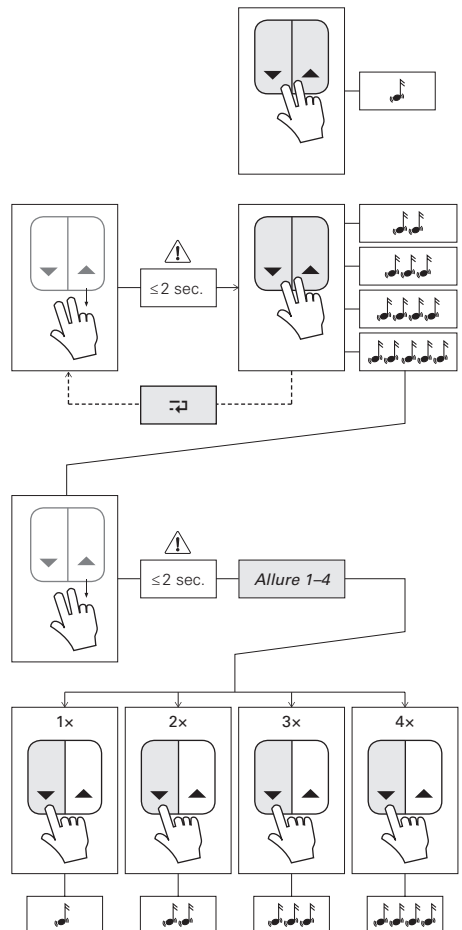 ≤2 sec.
≤2 sec.
Allure 1–4
1×
2×
3×
4×